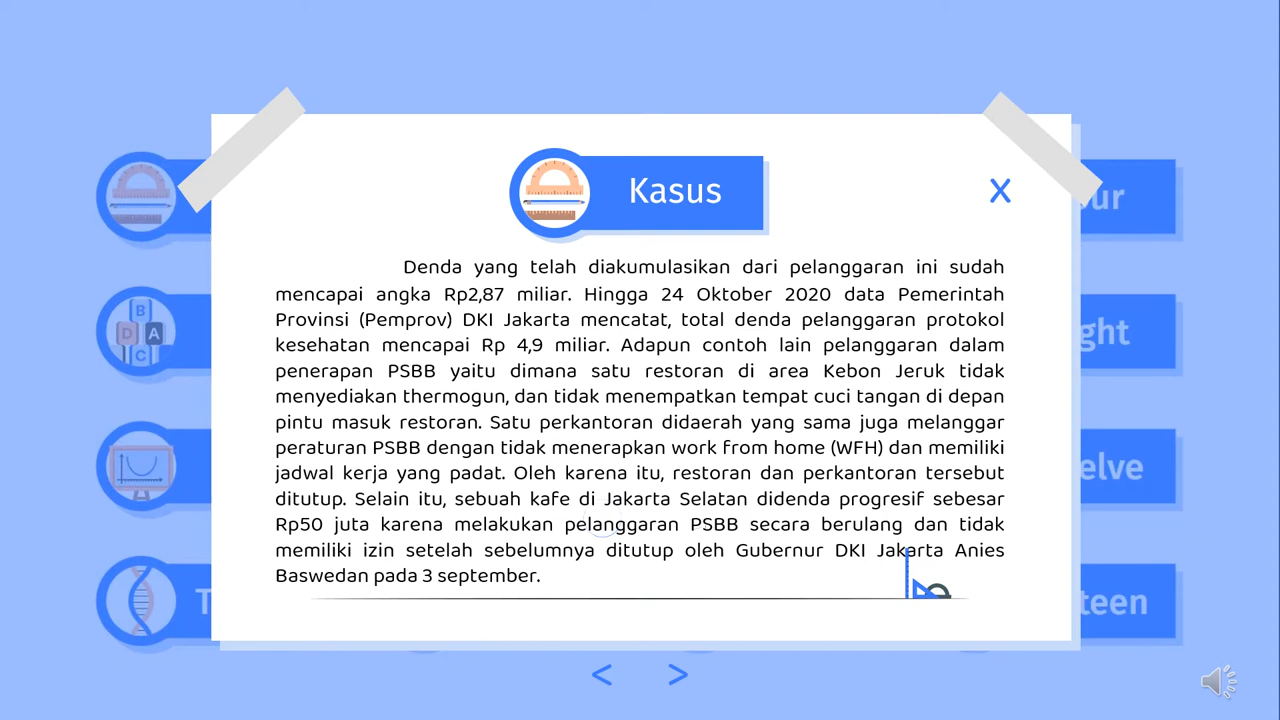 Kasus
X
Denda yang telah diakumulasikan dari pelanggaran ini sudah
mencapai angka Rp2,87 miliar. Hingga 24 Oktober 2020 data Pemerintah
Provinsi (Pemprov) DKI Jakarta mencatat, total denda pelanggaran protokol
kesehatan mencapai Rp 4,9 miliar. Adapun contoh lain pelanggaran dalam
penerapan PSBB yaitu dimana satu restoran di area Kebon Jeruk tidak
menyediakan thermogun, dan tidak menempatkan tempat cuci tangan di depan
pintu masuk restoran. Satu perkantoran didaerah yang sama juga melanggar
peraturan PSBB dengan tidak menerapkan work from home (WFH) dan memiliki
jadwal kerja yang padat. Oleh karena itu, restoran dan perkantoran tersebut
ditutup. Selain itu, sebuah kafe di Jakarta Selatan didenda progresif sebesar
Rp50 juta karena melakukan pelanggaran PSBB secara berulang dan tidak
memiliki izin setelah sebelumnya ditutup oleh Gubernur DKI Jakarta Anies
Baswedan pada 3 september.
B
D A
C
ur
ght
elve
T
teen
< >